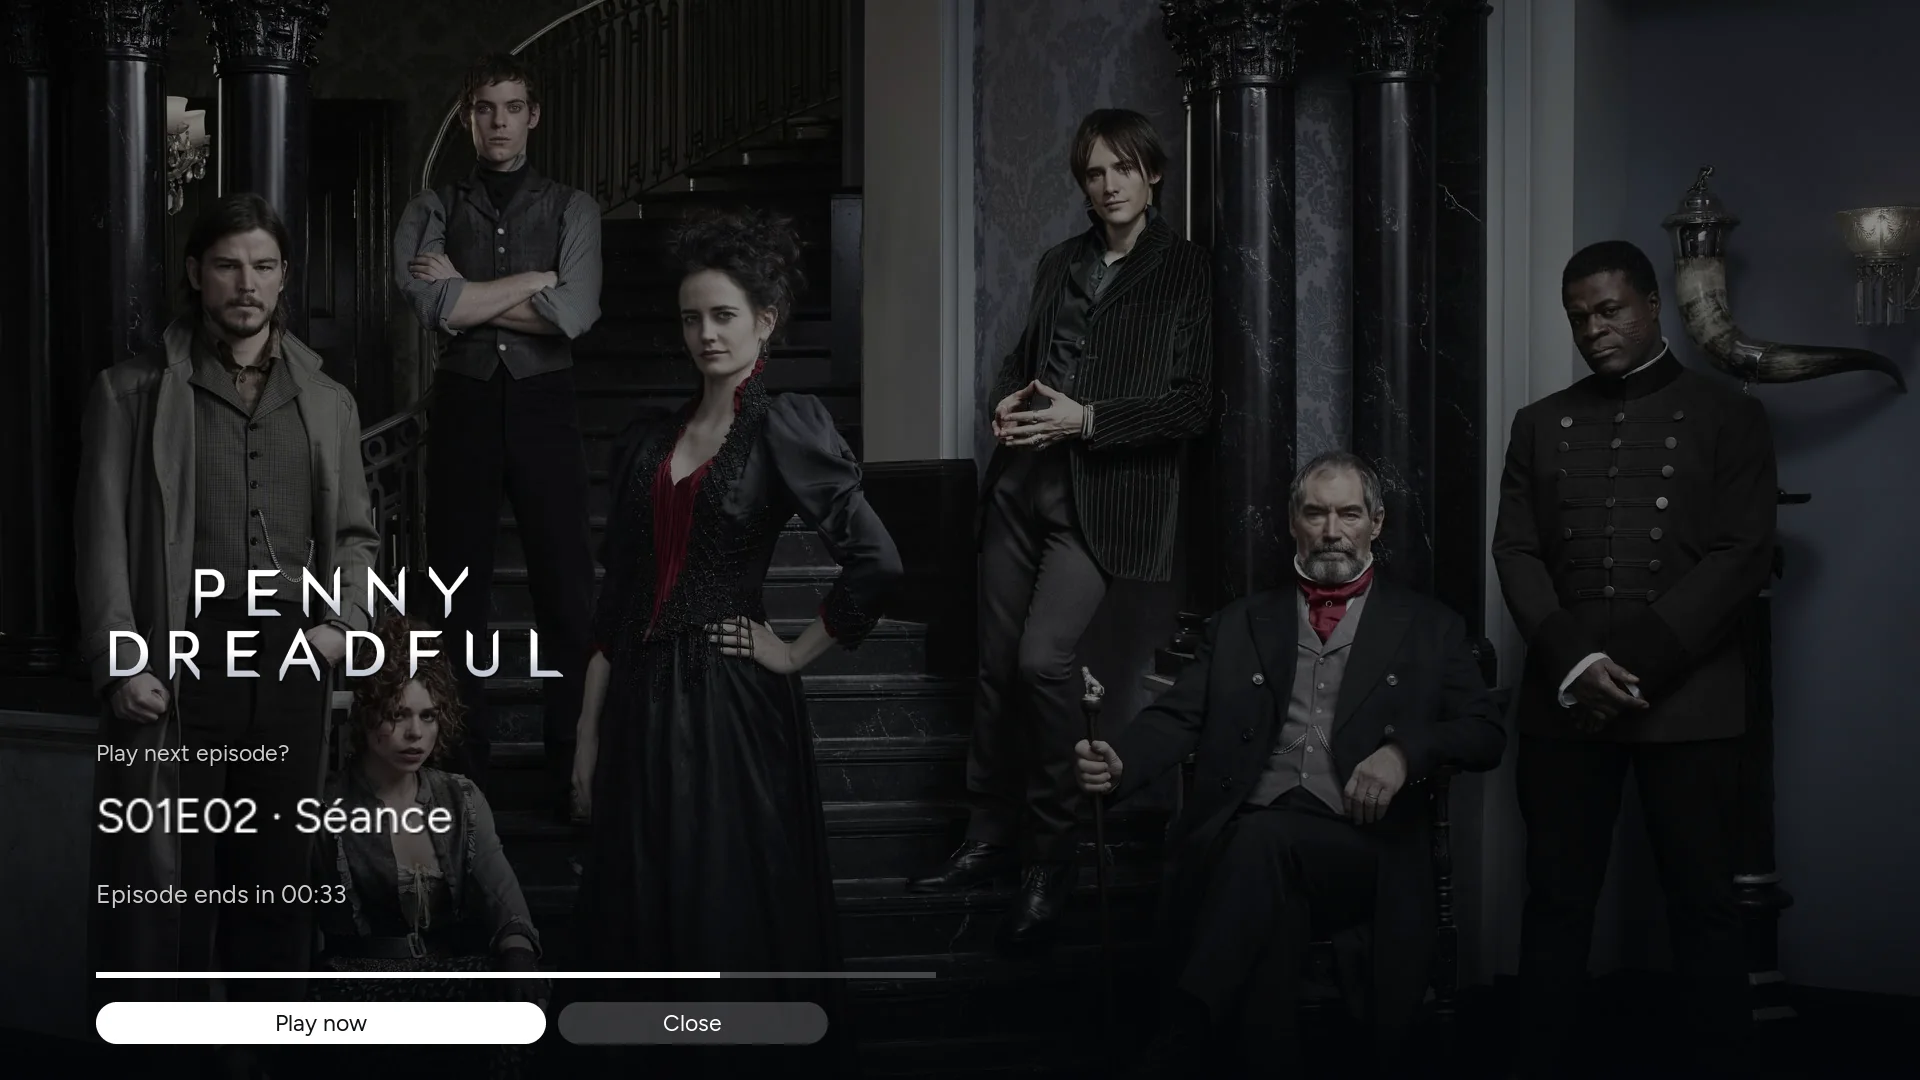 PENNY
DREADFUL
Play next episode?
S01E02 · Séance
Episode ends in 00:33
Play now
Close